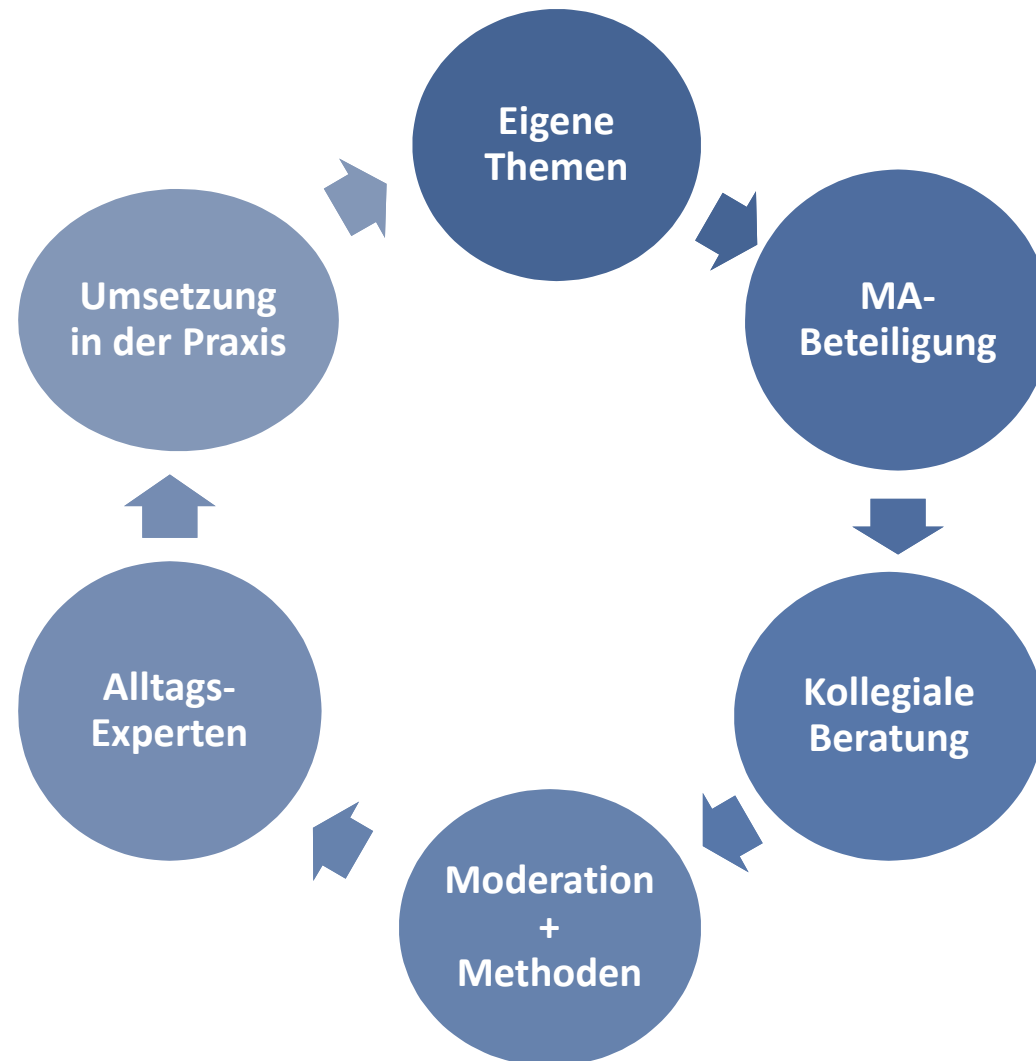 Eigene
Themen
MA-
Beteiligung
Kollegiale
Beratung
Moderation
+
Methoden
Alltags-
Experten
Umsetzung
in der Praxis